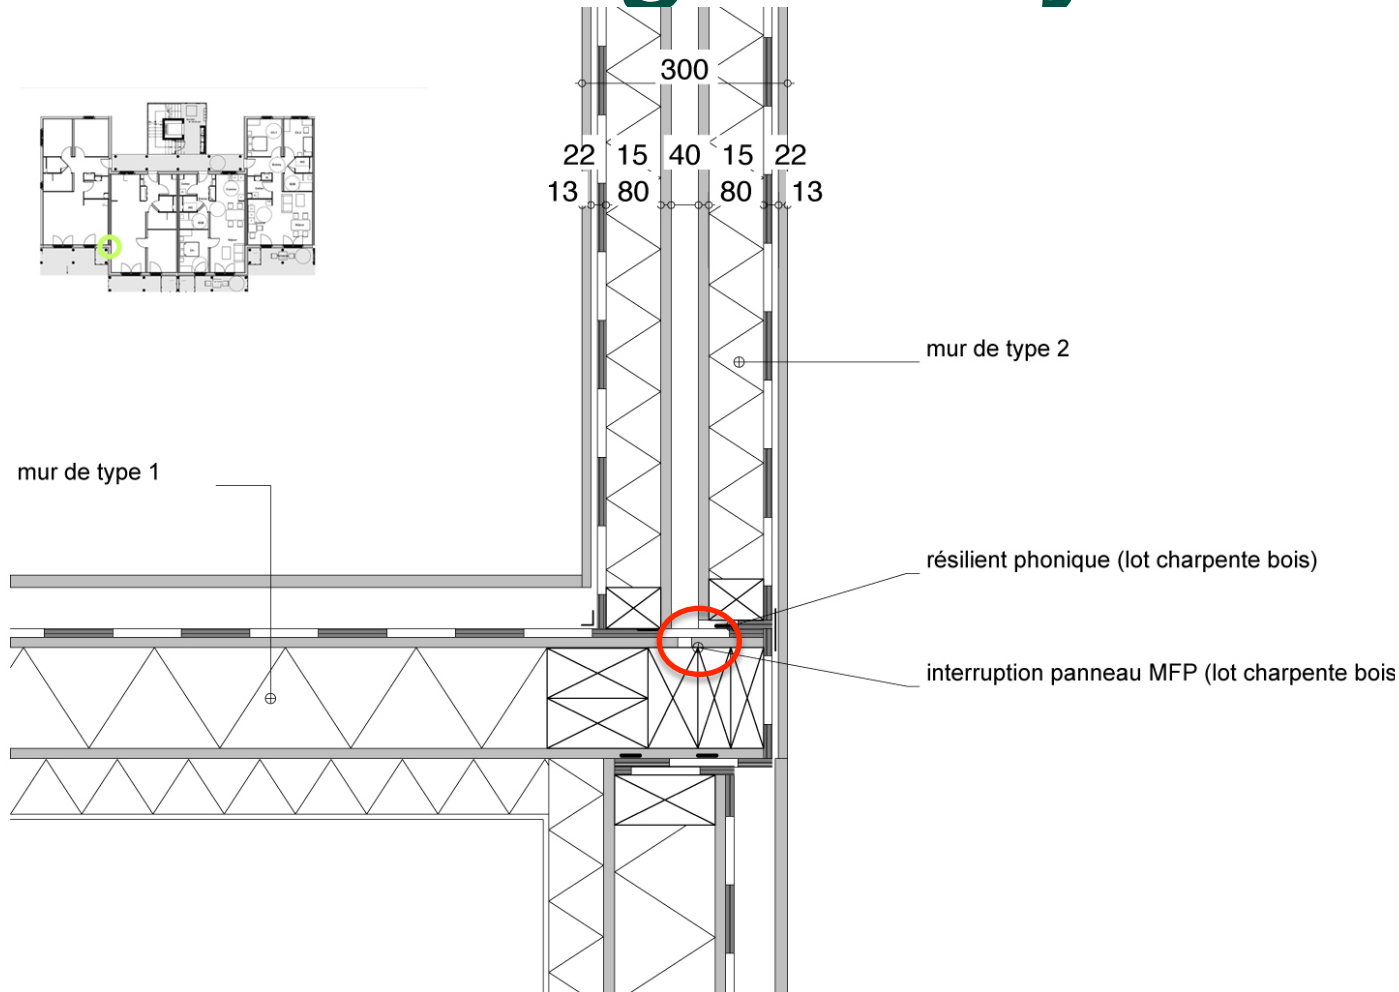 300
22 15 40 15 22
13 80 80 13
mur de type 2
mur de type 1
résilient phonique (lot charpente bois)
interruption panneau MFP (lot charpente bois